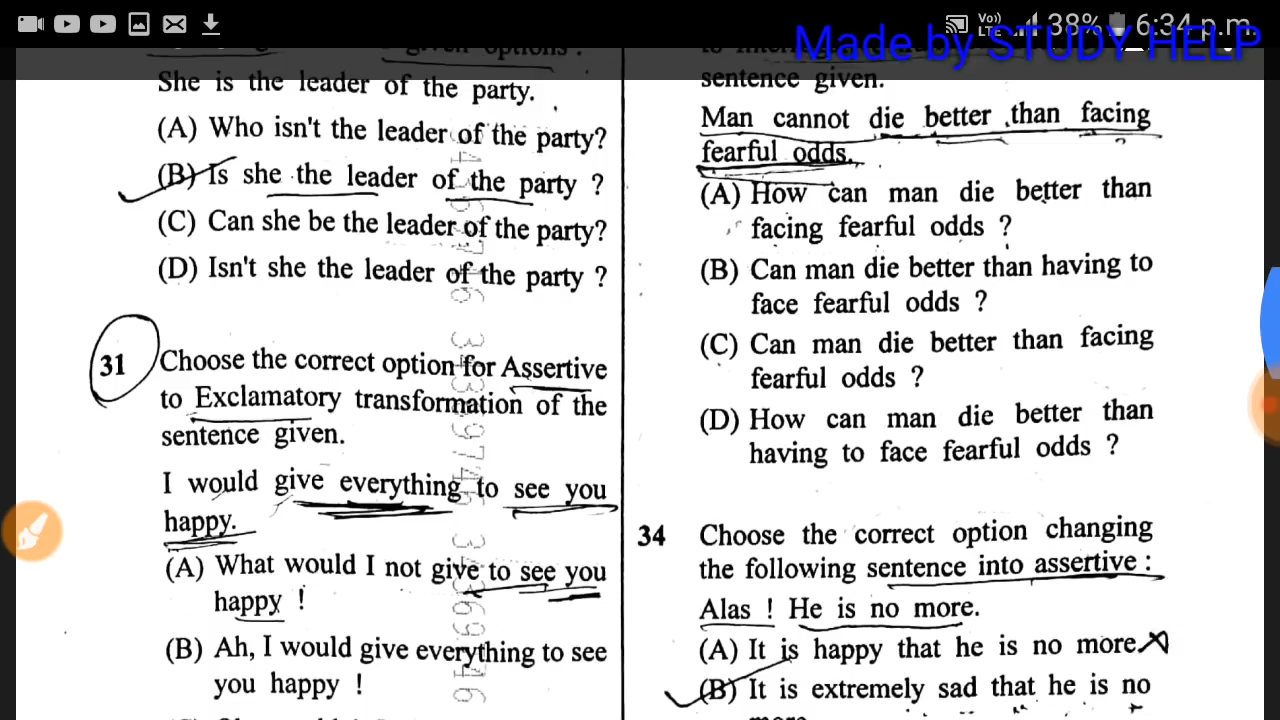 Vo)
LTE
38%
6:34 p.m.
Made by STUDY HELP
given options :
She is the leader of the party.
(A) Who isn't the leader of the party?
(B) Is she the leader of the party ?
(C) Can she be the leader of the party?
(D) Isn't she the leader of the party ?
31 Choose the correct option for Assertive
to Exclamatory transformation of the
sentence given.
I would give everything to see you
happy.
(A) What would I not give to see you
happy !
(B) Ah, I would give everything to see
you happy !
sentence given.
Man cannot die better than facing
fearful odds.
(A) How can man die better than
facing fearful odds ?
(B) Can man die better than having to
face fearful odds ?
(C) Can man die better than facing
fearful odds ?
(D) How can man die better than
having to face fearful odds ?
34 Choose the correct option changing
the following sentence into assertive :
Alas ! He is no more.
(A) It is happy that he is no more
(B) It is extremely sad that he is no
more